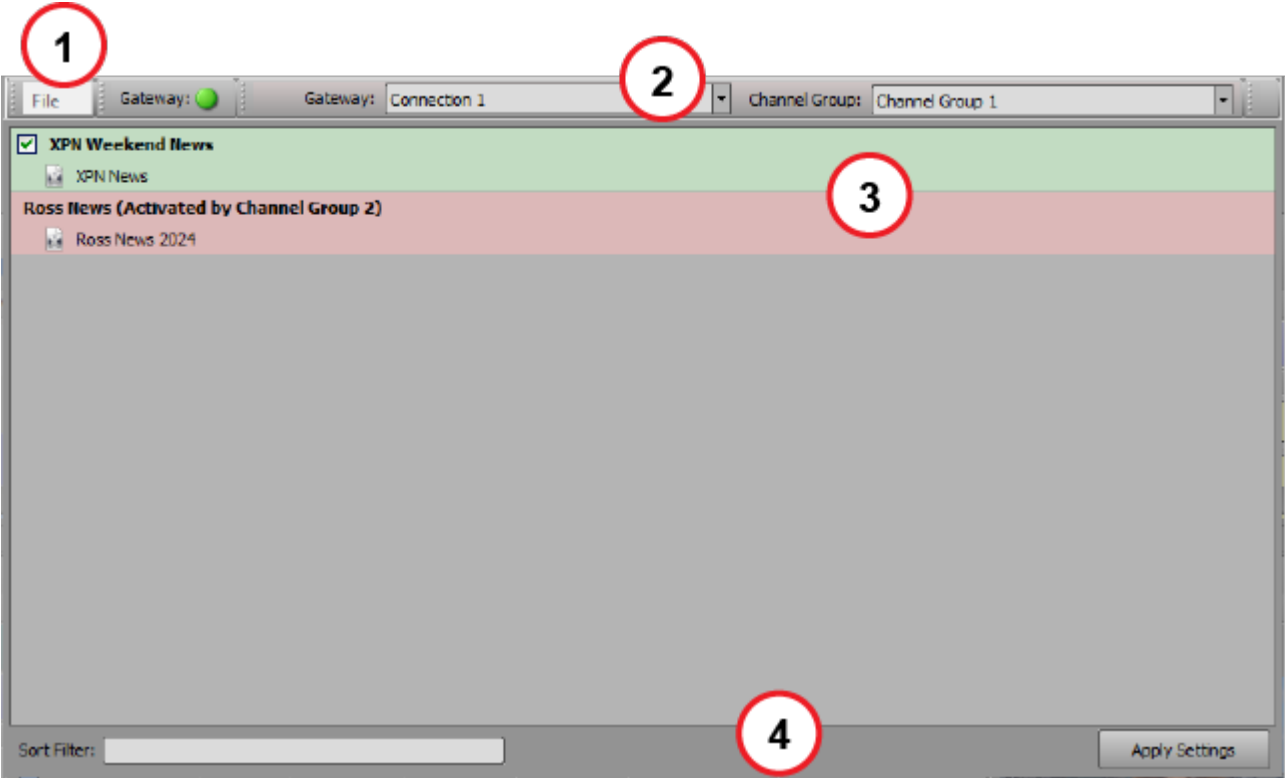 1
2
File Gateway: Gateway: Connection 1 Channel Group: Channel Group 1
XPN Weekend News
XPN News
3
Ross News (Activated by Channel Group 2)
Ross News 2024
4
Sort Filter: Apply Settings